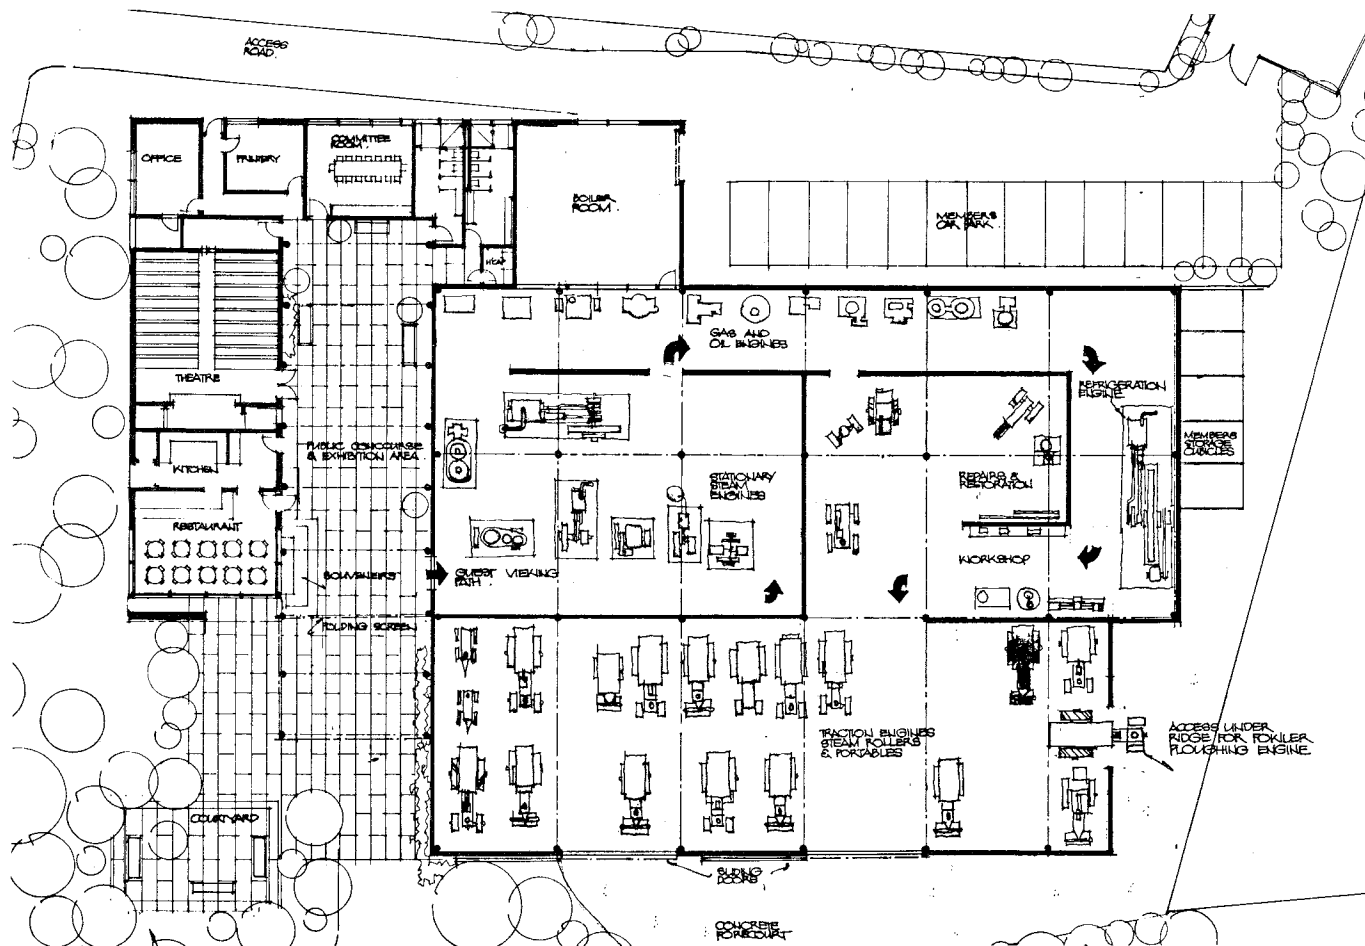 ACCESS
ROAD.
OFFICE
PRIMARY
COMMITTEE
ROOM.
BOILER
ROOM.
MEMBERS
CAR PARK.
GAS AND
OIL ENGINES
REFRIGERATION
ENGINE
THEATRE
PUBLIC CONCOURSE
& EXHIBITION AREA
MEMBERS
STORAGE
CUBICLES
KITCHEN
STATIONARY
STEAM
ENGINES
REPAIRS &
RESTORATION
RESTAURANT
WORKSHOP
SOUVENEIRS
GUEST VIEWING
PATH.
FOLDING SCREEN
TRACTION ENGINES
STEAM ROLLERS
& PORTABLES
ACCESS UNDER
RIDGE FOR FOWLER
PLOUGHING ENGINE.
COURTYARD
SLIDING
DOORS
CONCRETE
FORECOURT